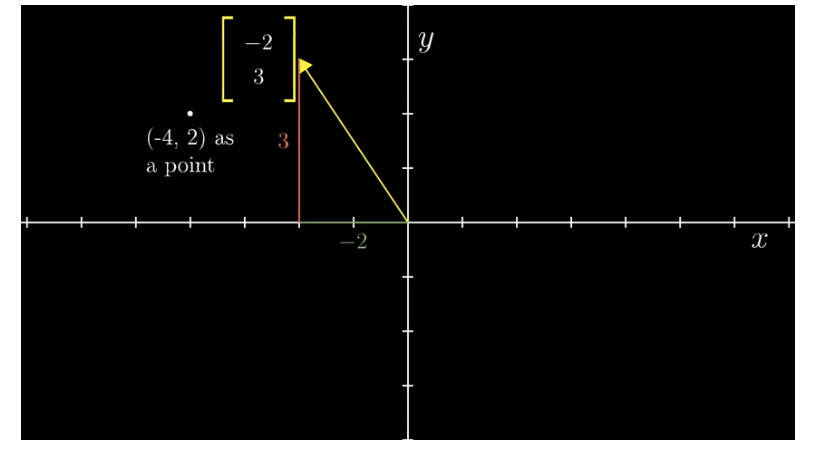 −2
3
y
(-4, 2) as
a point
3
−2
x